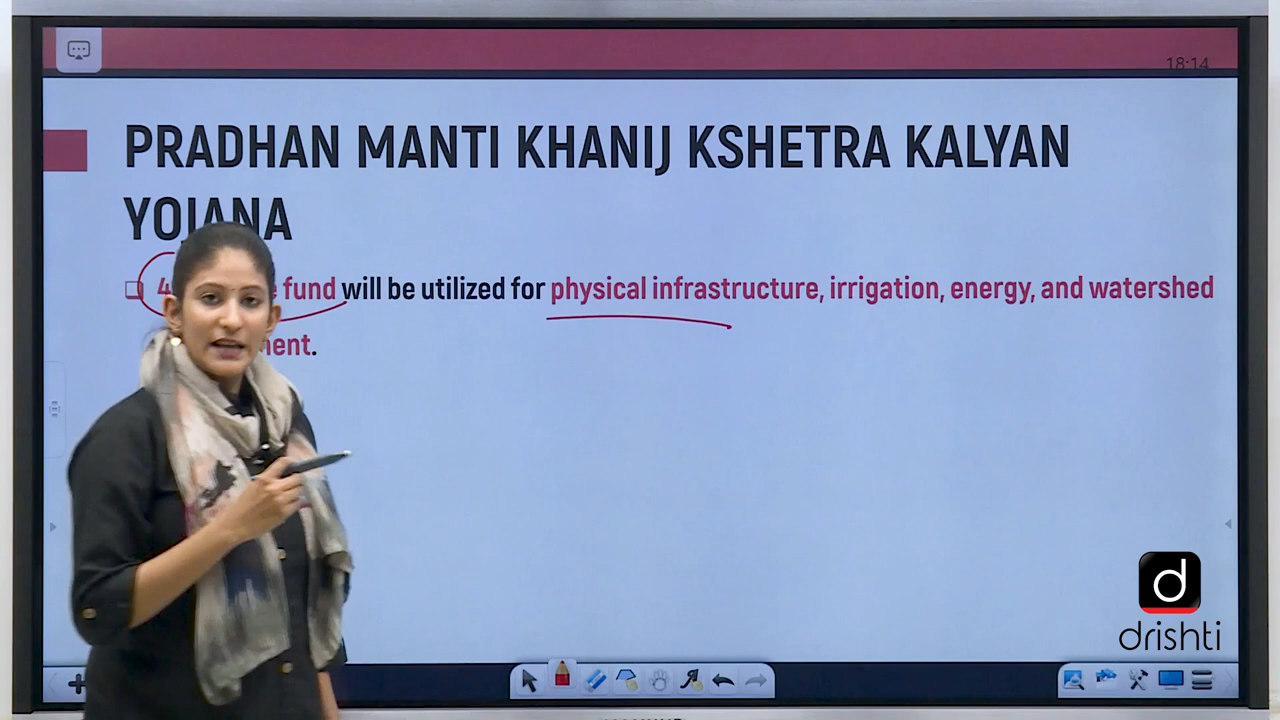 18:14
PRADHAN MANTI KHANIJ KSHETRA KALYAN
YOJANA
fund will be utilized for physical infrastructure, irrigation, energy, and watershed
drishti